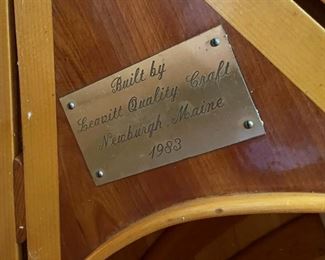 Built by
Leavitt Quality Craft
Newburgh, Maine
1983